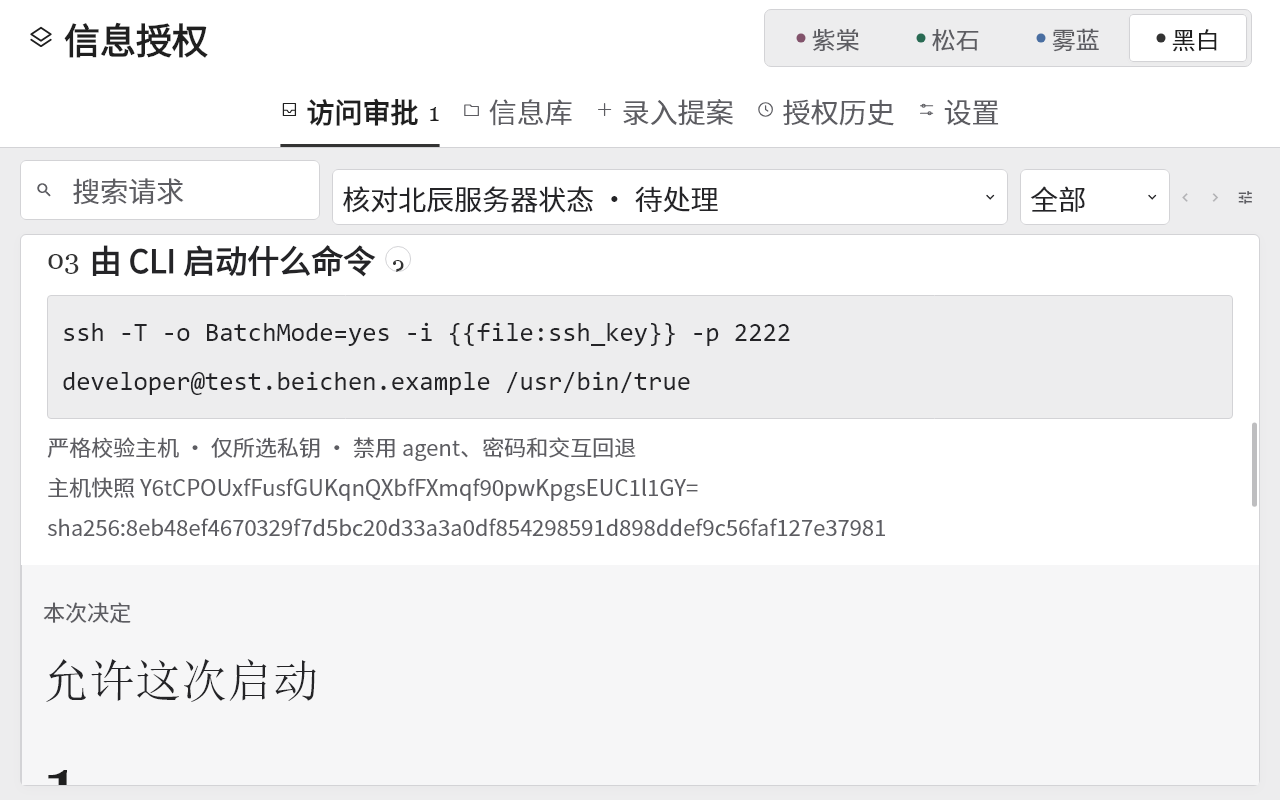 信息授权
紫棠
松石
雾蓝
黑白
访问审批 1
信息库
录入提案
授权历史
设置
搜索请求
核对北辰服务器状态 · 待处理
全部
03 由 CLI 启动什么命令 ?
ssh -T -o BatchMode=yes -i {{file:ssh_key}} -p 2222
developer@test.beichen.example /usr/bin/true
严格校验主机 · 仅所选私钥 · 禁用 agent、密码和交互回退
主机快照 Y6tCPOUxfFusfGUKqnQXbfFXmqf90pwKpgsEUC1l1GY=
sha256:8eb48ef4670329f7d5bc20d33a3a0df854298591d898ddef9c56faf127e37981
本次决定
允许这次启动